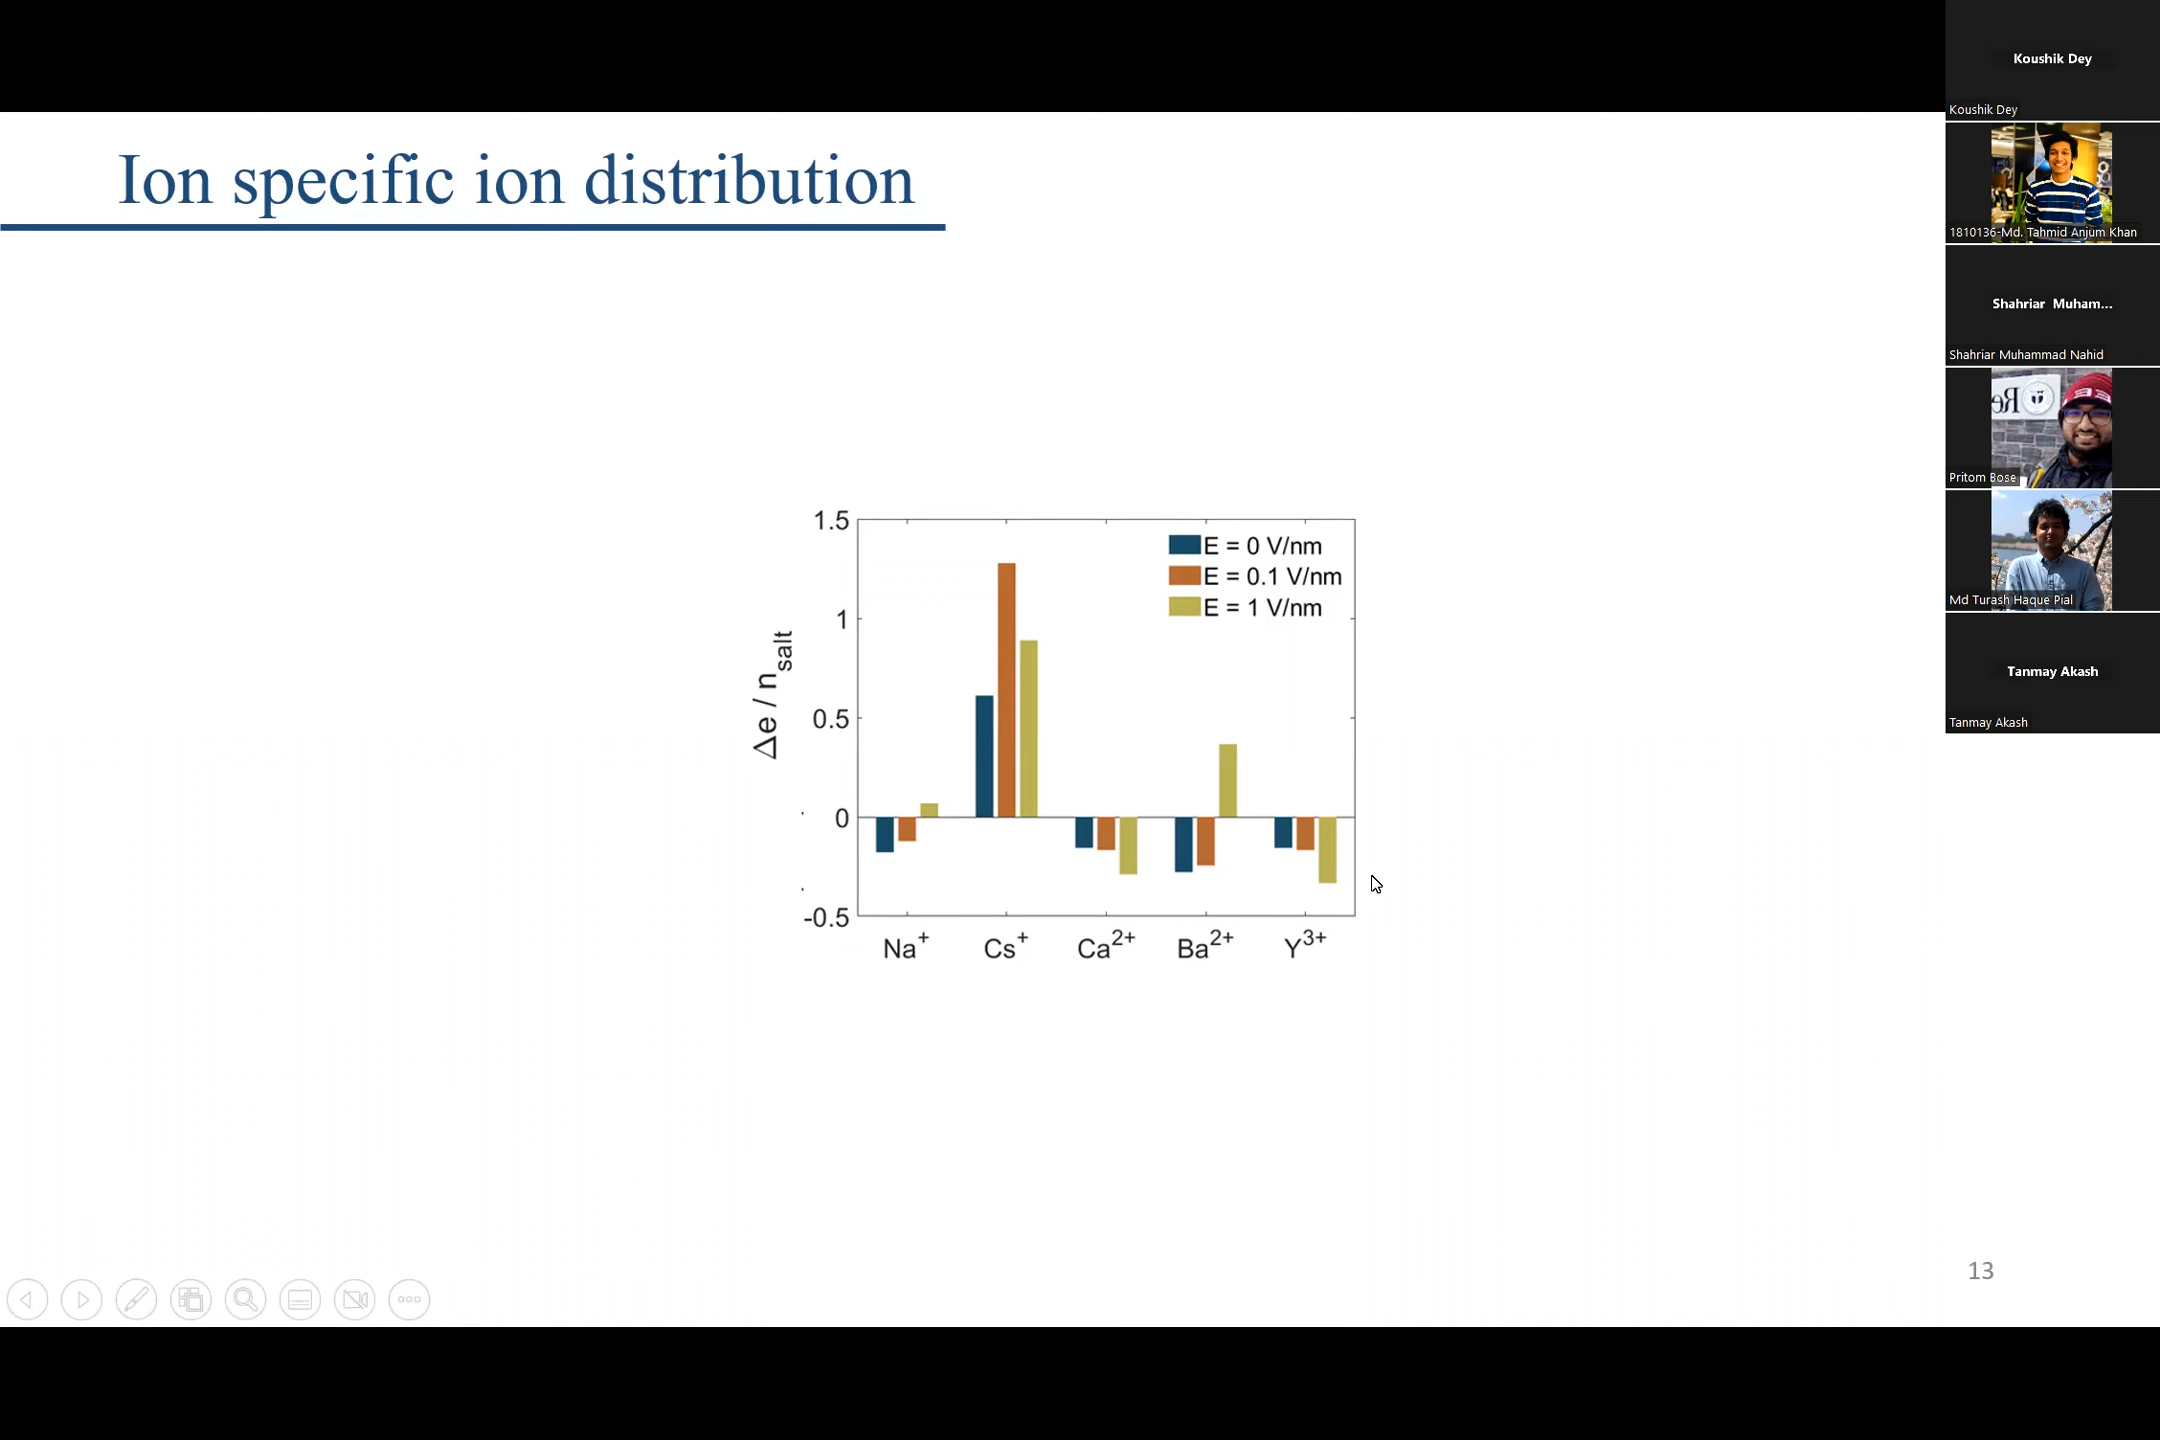 Ion specific ion distribution
1.5
1
0.5
0
-0.5
Δe / nsalt
E = 0 V/nm
E = 0.1 V/nm
E = 1 V/nm
Na+
Cs+
Ca2+
Ba2+
Y3+
13
Koushik Dey
Koushik Dey
1810136-Md. Tahmid Anjum Khan
Shahriar Muham...
Shahriar Muhammad Nahid
Re
Pritom Bose
Md Turash Haque Pial
Tanmay Akash
Tanmay Akash